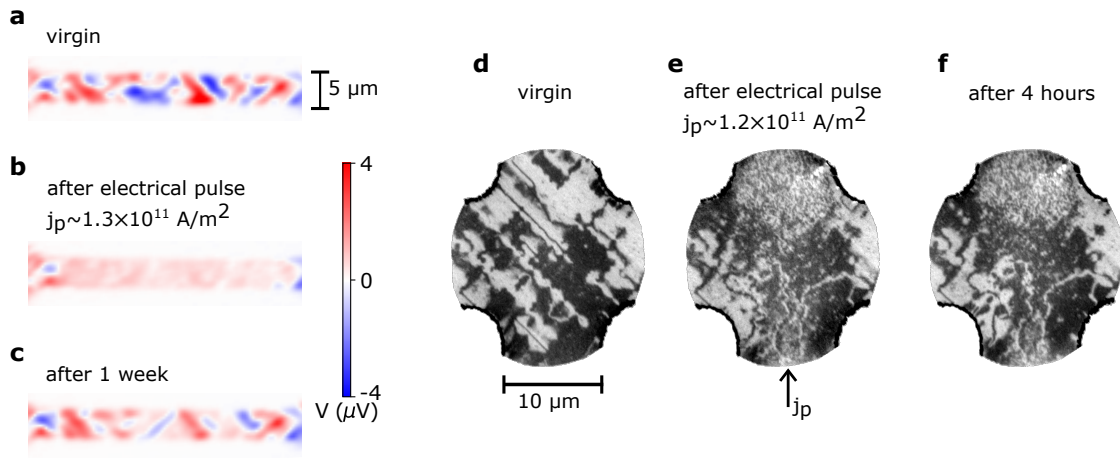 a
virgin
5 μm
b
after electrical pulse
jp~1.3×10¹¹ A/m²
4
0
-4
V (μV)
c
after 1 week
d
virgin
10 μm
e
after electrical pulse
jp~1.2×10¹¹ A/m²
jp
f
after 4 hours